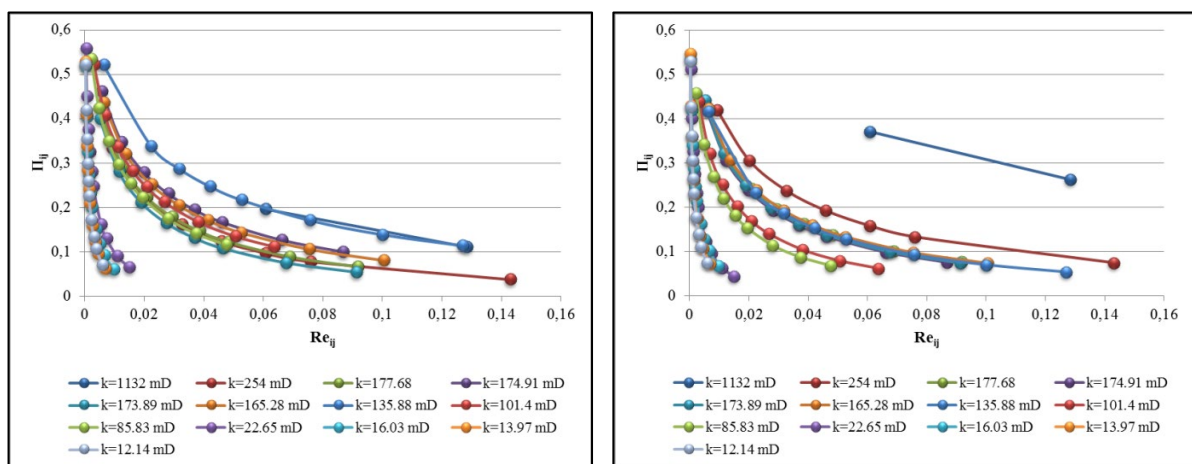 0,6
0,5
0,4
0,3
0,2
0,1
0
Π ij
0 0,02 0,04 0,06 0,08 0,1 0,12 0,14 0,16
Re ij
k=1132 mD k=254 mD k=177.68 k=174.91 mD
k=173.89 mD k=165.28 mD k=135.88 mD k=101.4 mD
k=85.83 mD k=22.65 mD k=16.03 mD k=13.97 mD
k=12.14 mD
0,6
0,5
0,4
0,3
0,2
0,1
0
Π ij
0 0,02 0,04 0,06 0,08 0,1 0,12 0,14 0,16
Re ij
k=1132 mD k=254 mD k=177.68 k=174.91 mD
k=173.89 mD k=165.28 mD k=135.88 mD k=101.4 mD
k=85.83 mD k=22.65 mD k=16.03 mD k=13.97 mD
k=12.14 mD